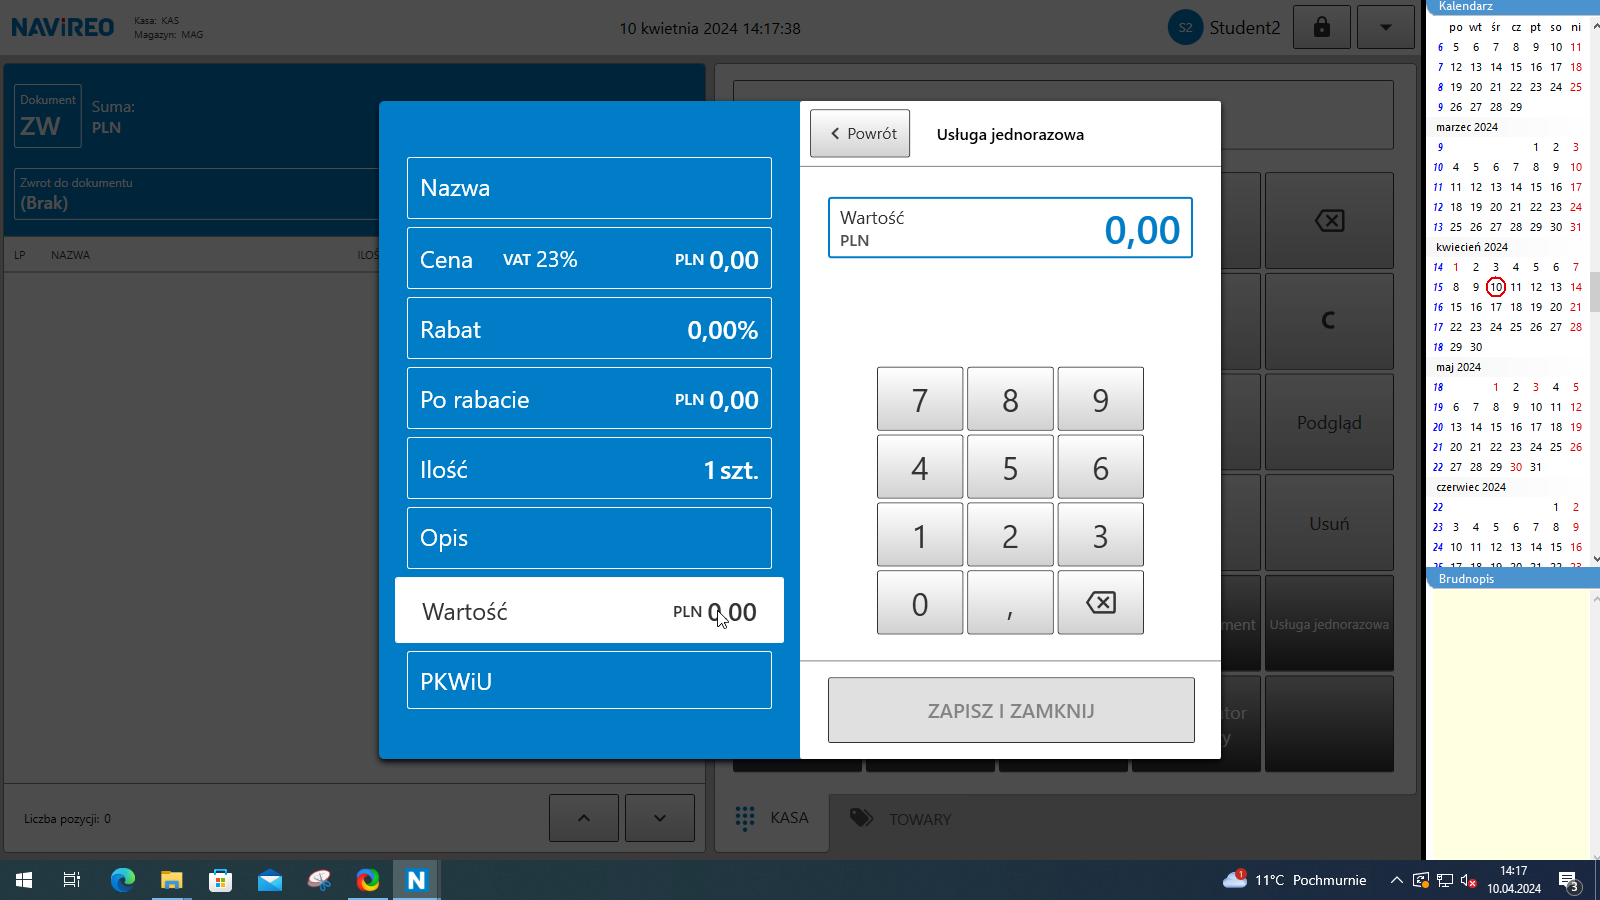 NAViREO
Kasa: KAS
Magazyn: MAG
10 kwietnia 2024 14:17:38
S2 Student2
Dokument
ZW
Suma:
PLN
Zwrot do dokumentu
(Brak)
LP NAZWA
Nazwa
Cena VAT 23% PLN 0,00
Rabat 0,00%
Po rabacie PLN 0,00
Ilość 1 szt.
Opis
Wartość PLN 0,00
PKWiU
Powrót
Usługa jednorazowa
Wartość
PLN
0,00
7 8 9
4 5 6
1 2 3
0 ,
ZAPISZ I ZAMKNIJ
C
Podgląd
Usuń
Usługa jednorazowa
Liczba pozycji: 0
KASA
TOWARY
Kalendarz
po wt śr cz pt so ni
6 5 6 7 8 9 10 11
7 12 13 14 15 16 17 18
8 19 20 21 22 23 24 25
9 26 27 28 29
marzec 2024
9 1 2 3
10 4 5 6 7 8 9 10
11 11 12 13 14 15 16 17
12 18 19 20 21 22 23 24
13 25 26 27 28 29 30 31
kwiecień 2024
14 1 2 3 4 5 6 7
15 8 9 10 11 12 13 14
16 15 16 17 18 19 20 21
17 22 23 24 25 26 27 28
18 29 30
maj 2024
18 1 2 3 4 5
19 6 7 8 9 10 11 12
20 13 14 15 16 17 18 19
21 20 21 22 23 24 25 26
22 27 28 29 30 31
czerwiec 2024
22 1 2
23 3 4 5 6 7 8 9
24 10 11 12 13 14 15 16
Brudnopis
N
1
11°C Pochmurnie
14:17
10.04.2024
3